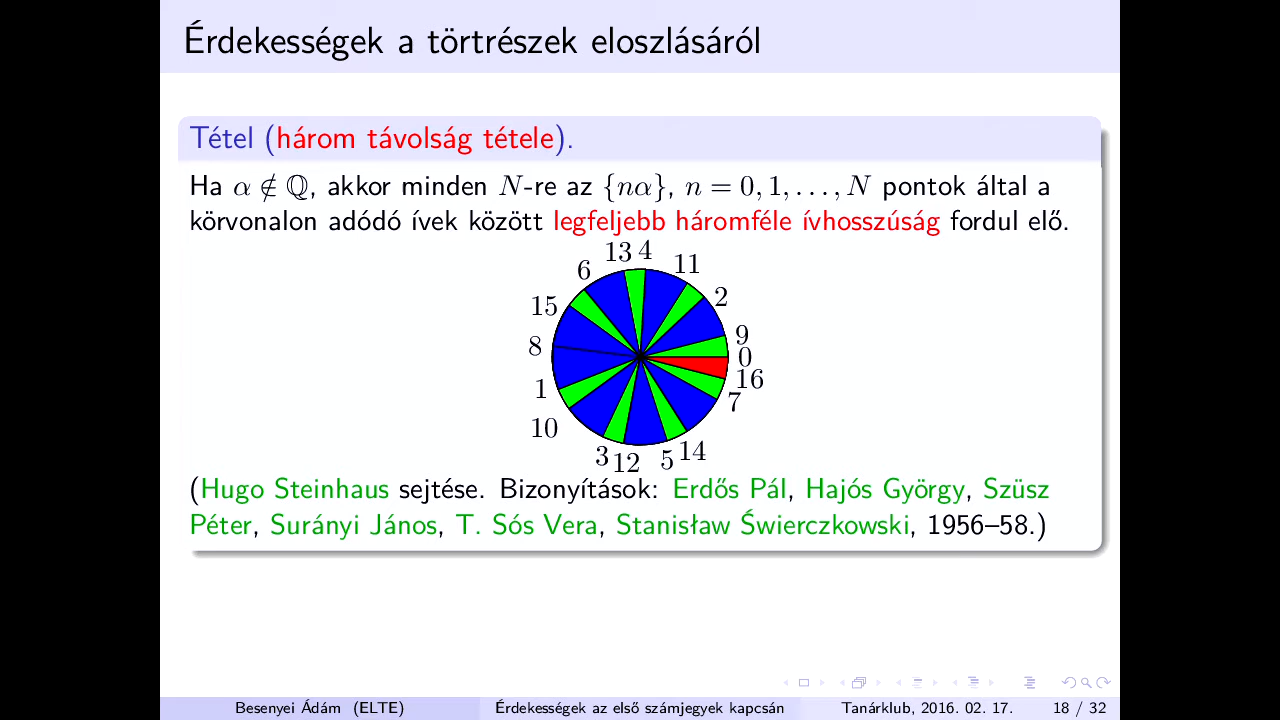 Érdekességek a törtrészek eloszlásáról
Tétel (három távolság tétele).
Ha α ∉ ℚ, akkor minden N-re az {nα}, n = 0, 1, . . . , N pontok által a
körvonalon adódó ívek között legfeljebb háromféle ívhosszúság fordul elő.
13 4
6 11
15 2
9
8 0
16
1 7
10
3 12 5 14
(Hugo Steinhaus sejtése. Bizonyítások: Erdős Pál, Hajós György, Szüsz
Péter, Surányi János, T. Sós Vera, Stanisław Świerczkowski, 1956–58.)
Besenyei Ádám (ELTE) Érdekességek az első számjegyek kapcsán Tanárklub, 2016. 02. 17. 18 / 32